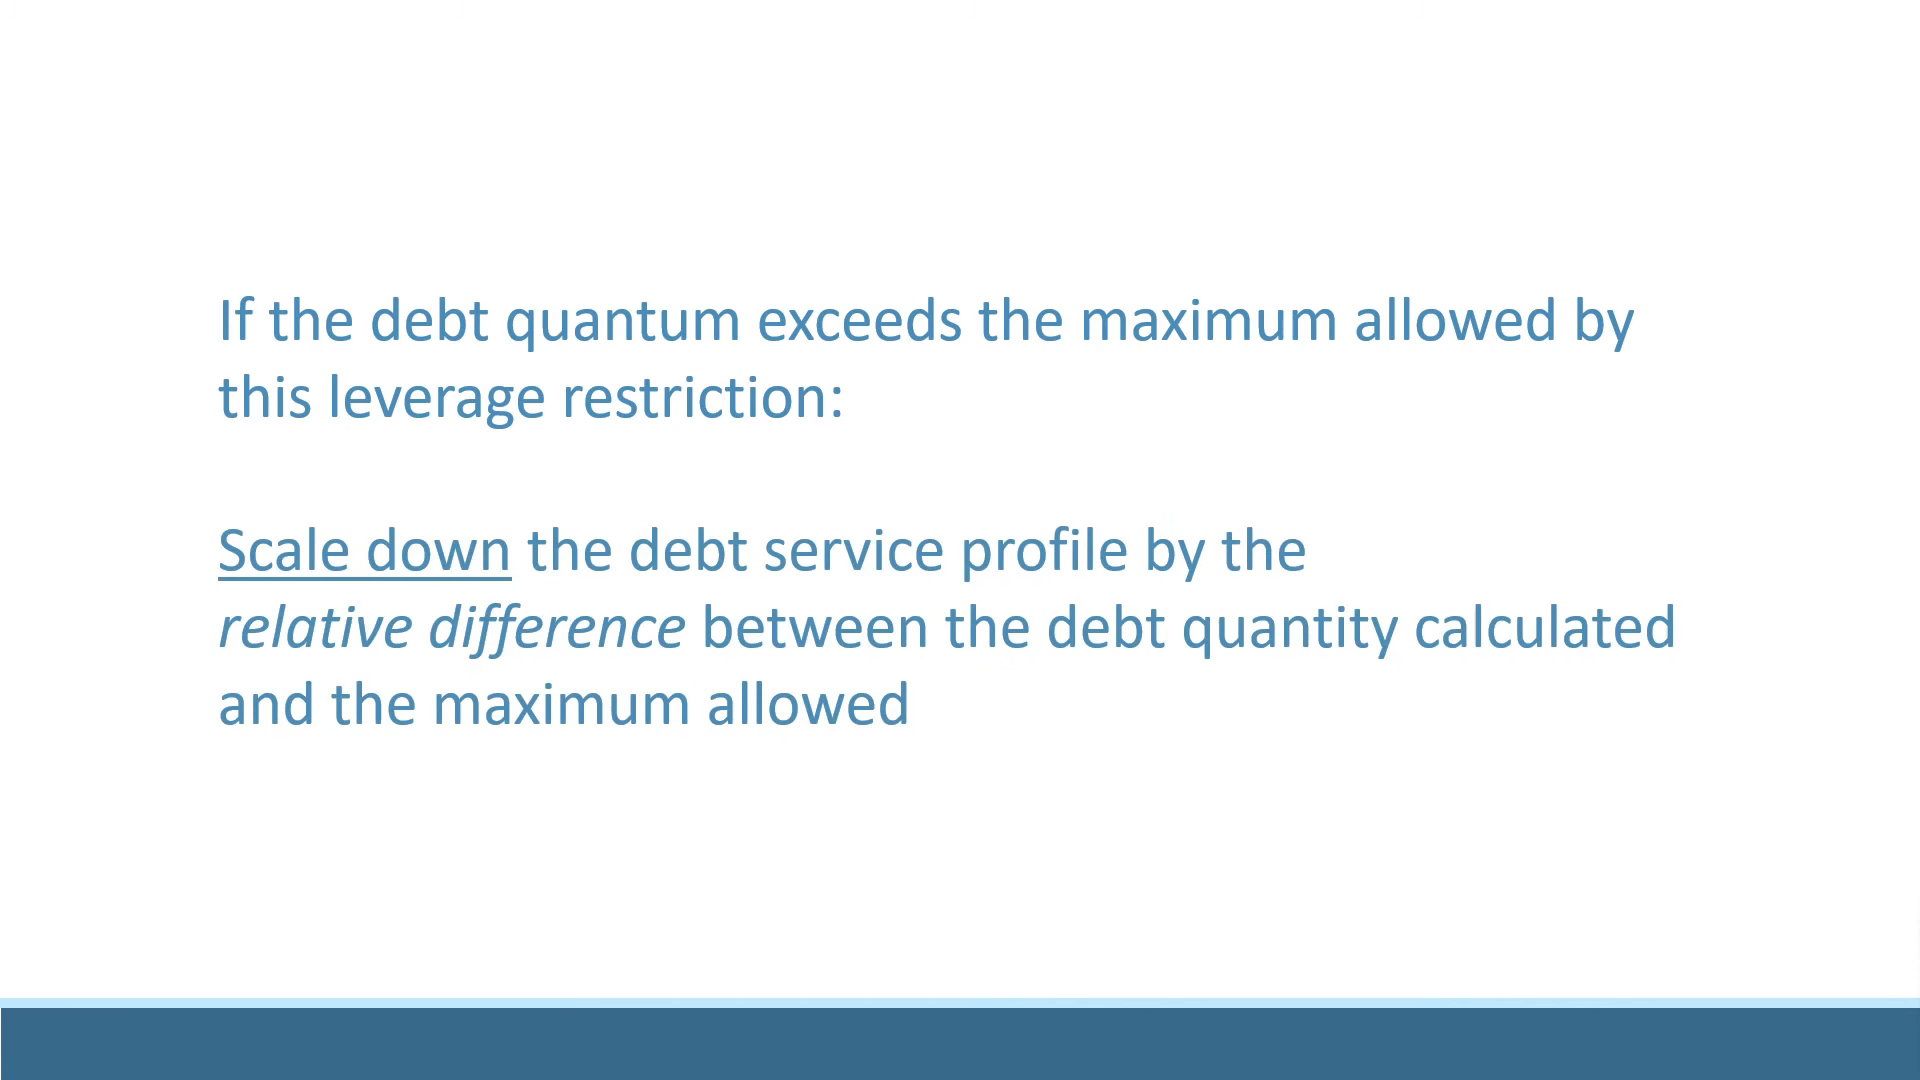 If the debt quantum exceeds the maximum allowed by
this leverage restriction:
Scale down the debt service profile by the
relative difference between the debt quantity calculated
and the maximum allowed